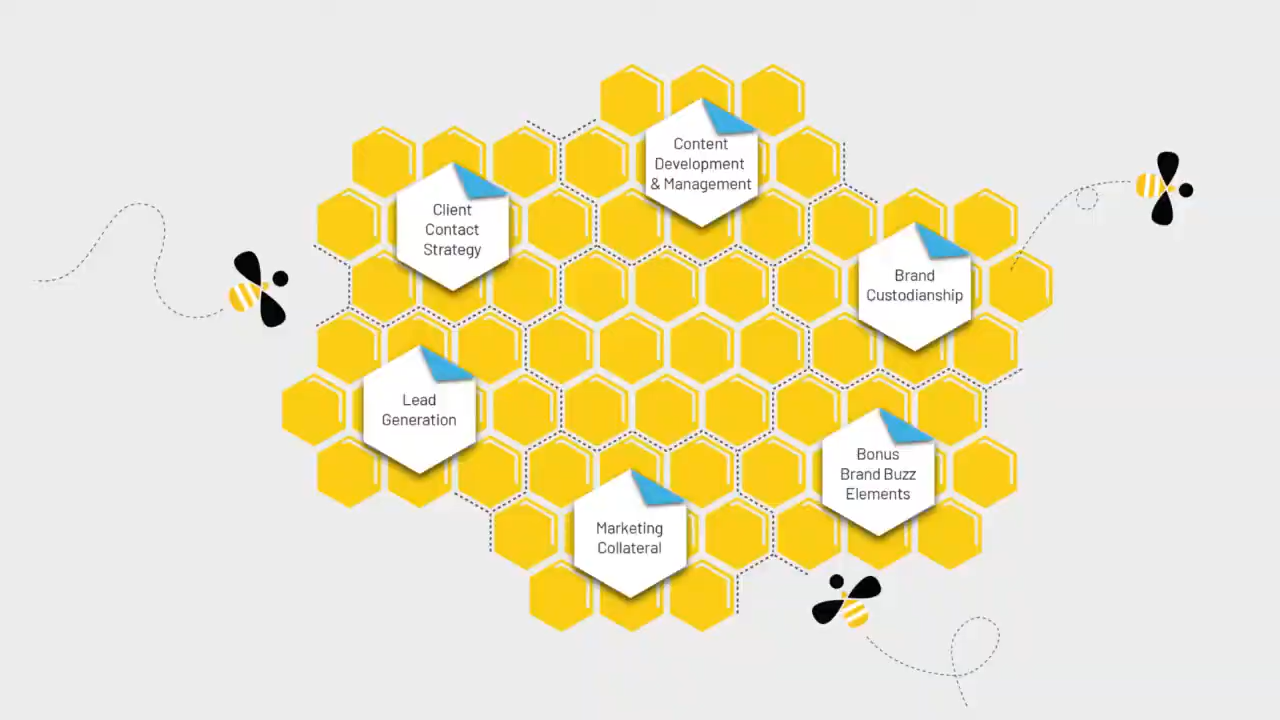 Content
Development
& Management
Client
Contact
Strategy
Brand
Custodianship
Lead
Generation
Bonus
Brand Buzz
Elements
Marketing
Collateral